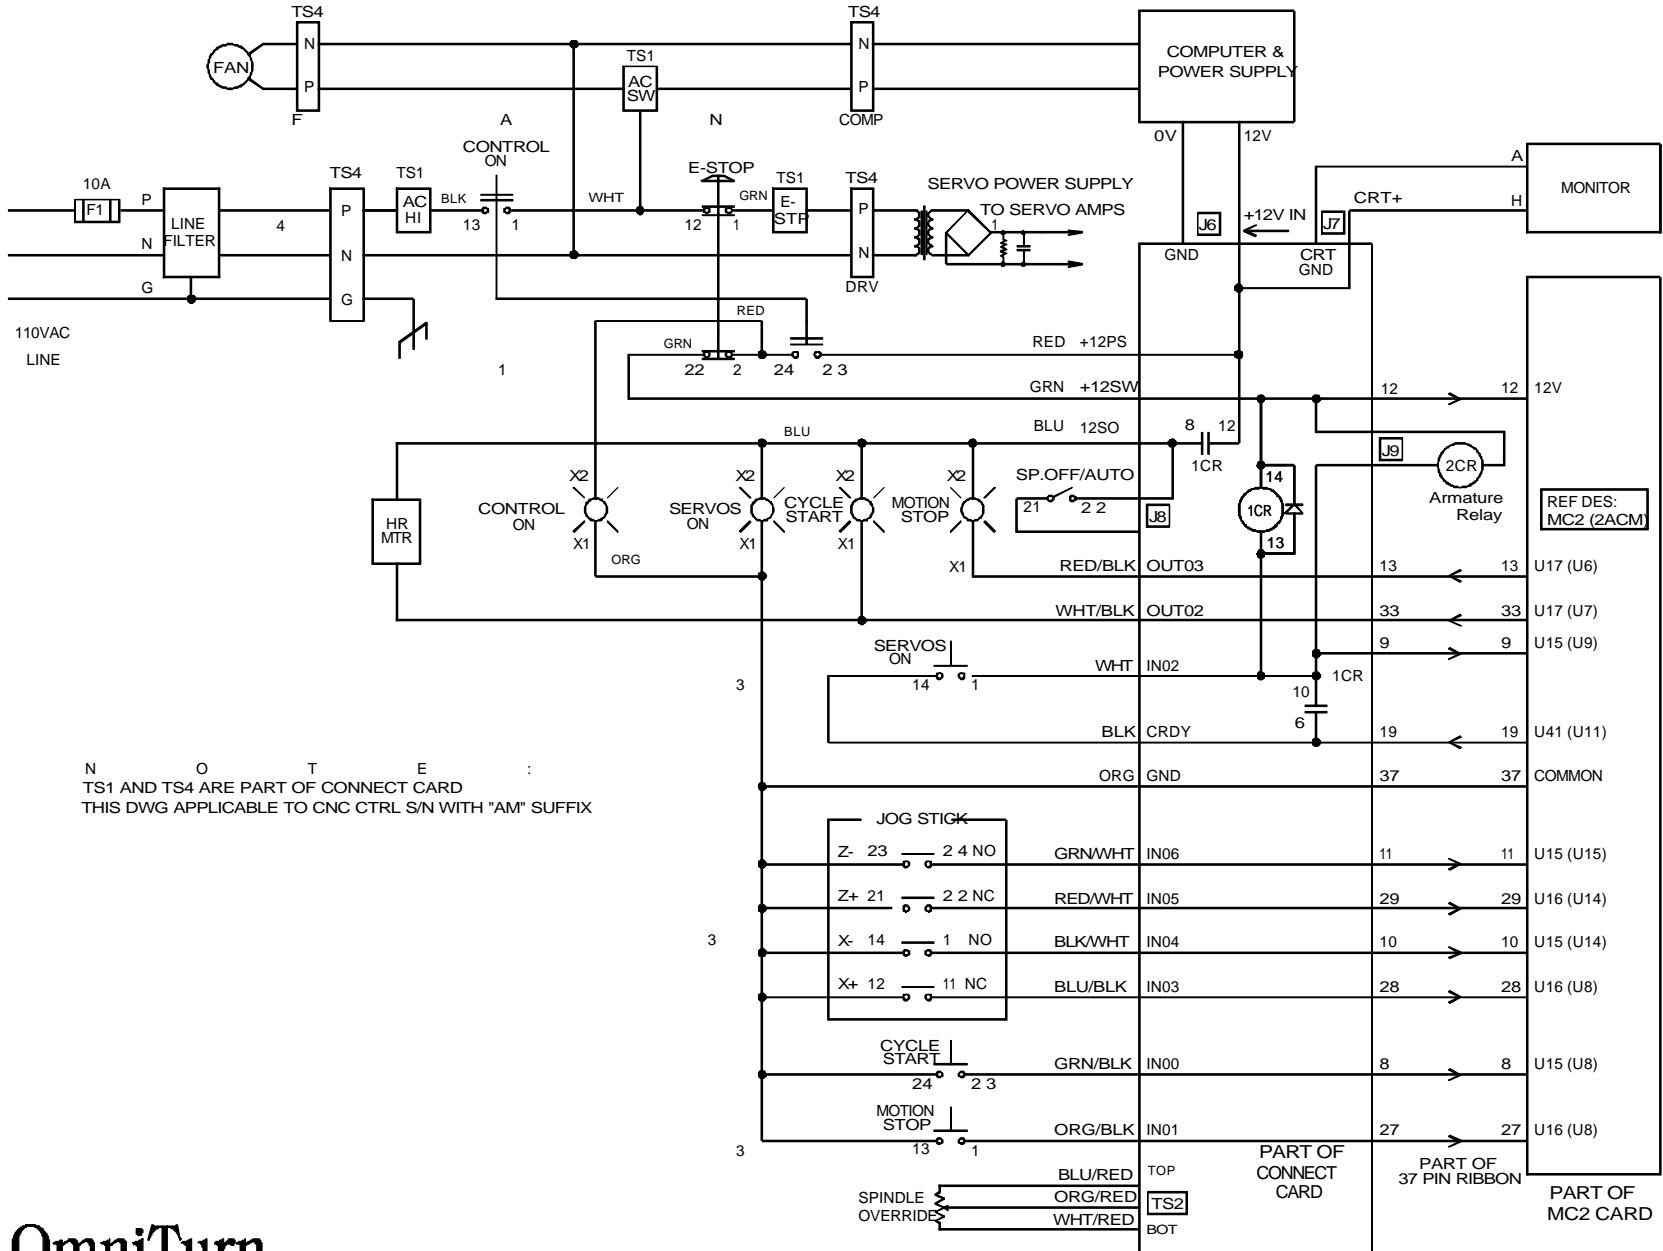 TS4
TS4
N
N
COMPUTER &
POWER SUPPLY
FAN
TS1
AC
SW
P
P
F
A
N
COMP
0V
12V
CONTROL
ON
A
MONITOR
10A
TS4
TS1
E-STOP
TS1
TS4
SERVO POWER SUPPLY
CRT+
H
F1
P
LINE
FILTER
4
P
AC
HI
BLK
WHT
GRN
E-
STP
P
TO SERVO AMPS
J6
+12V IN
J7
13
1
12
1
1
N
N
N
GND
CRT
GND
G
G
DRV
110VAC
LINE
RED
GRN
RED +12PS
1
22
2
24
2 3
GRN +12SW
12
12
12V
BLU
BLU 12SO
8
12
1CR
J9
2CR
Armature
Relay
X2
X2
X2
X2
SP.OFF/AUTO
14
CONTROL
ON
SERVOS
ON
CYCLE
START
MOTION
STOP
21
2 2
J8
1CR
REF DES:
MC2 (2ACM)
HR
MTR
X1
X1
X1
13
ORG
X1
RED/BLK
OUT03
13
13
U17 (U6)
WHT/BLK
OUT02
33
33
U17 (U7)
SERVOS
ON
9
9
U15 (U9)
WHT
IN02
1CR
3
14
1
10
6
BLK
CRDY
19
19
U41 (U11)
N O T E :
TS1 AND TS4 ARE PART OF CONNECT CARD
THIS DWG APPLICABLE TO CNC CTRL S/N WITH "AM" SUFFIX
ORG
GND
37
37
COMMON
JOG STICK
Z- 23
2 4 NO
GRN/WHT
IN06
11
11
U15 (U15)
Z+ 21
2 2 NC
RED/WHT
IN05
29
29
U16 (U14)
3
X- 14
1 NO
BLK/WHT
IN04
10
10
U15 (U14)
X+ 12
11 NC
BLU/BLK
IN03
28
28
U16 (U8)
CYCLE
START
GRN/BLK
IN00
8
8
U15 (U8)
24
2 3
MOTION
STOP
ORG/BLK
IN01
27
27
U16 (U8)
3
13
1
PART OF
CONNECT
CARD
PART OF
37 PIN RIBBON
PART OF
MC2 CARD
BLU/RED
TOP
SPINDLE
OVERRIDE
ORG/RED
TS2
WHT/RED
BOT
OmniTurn